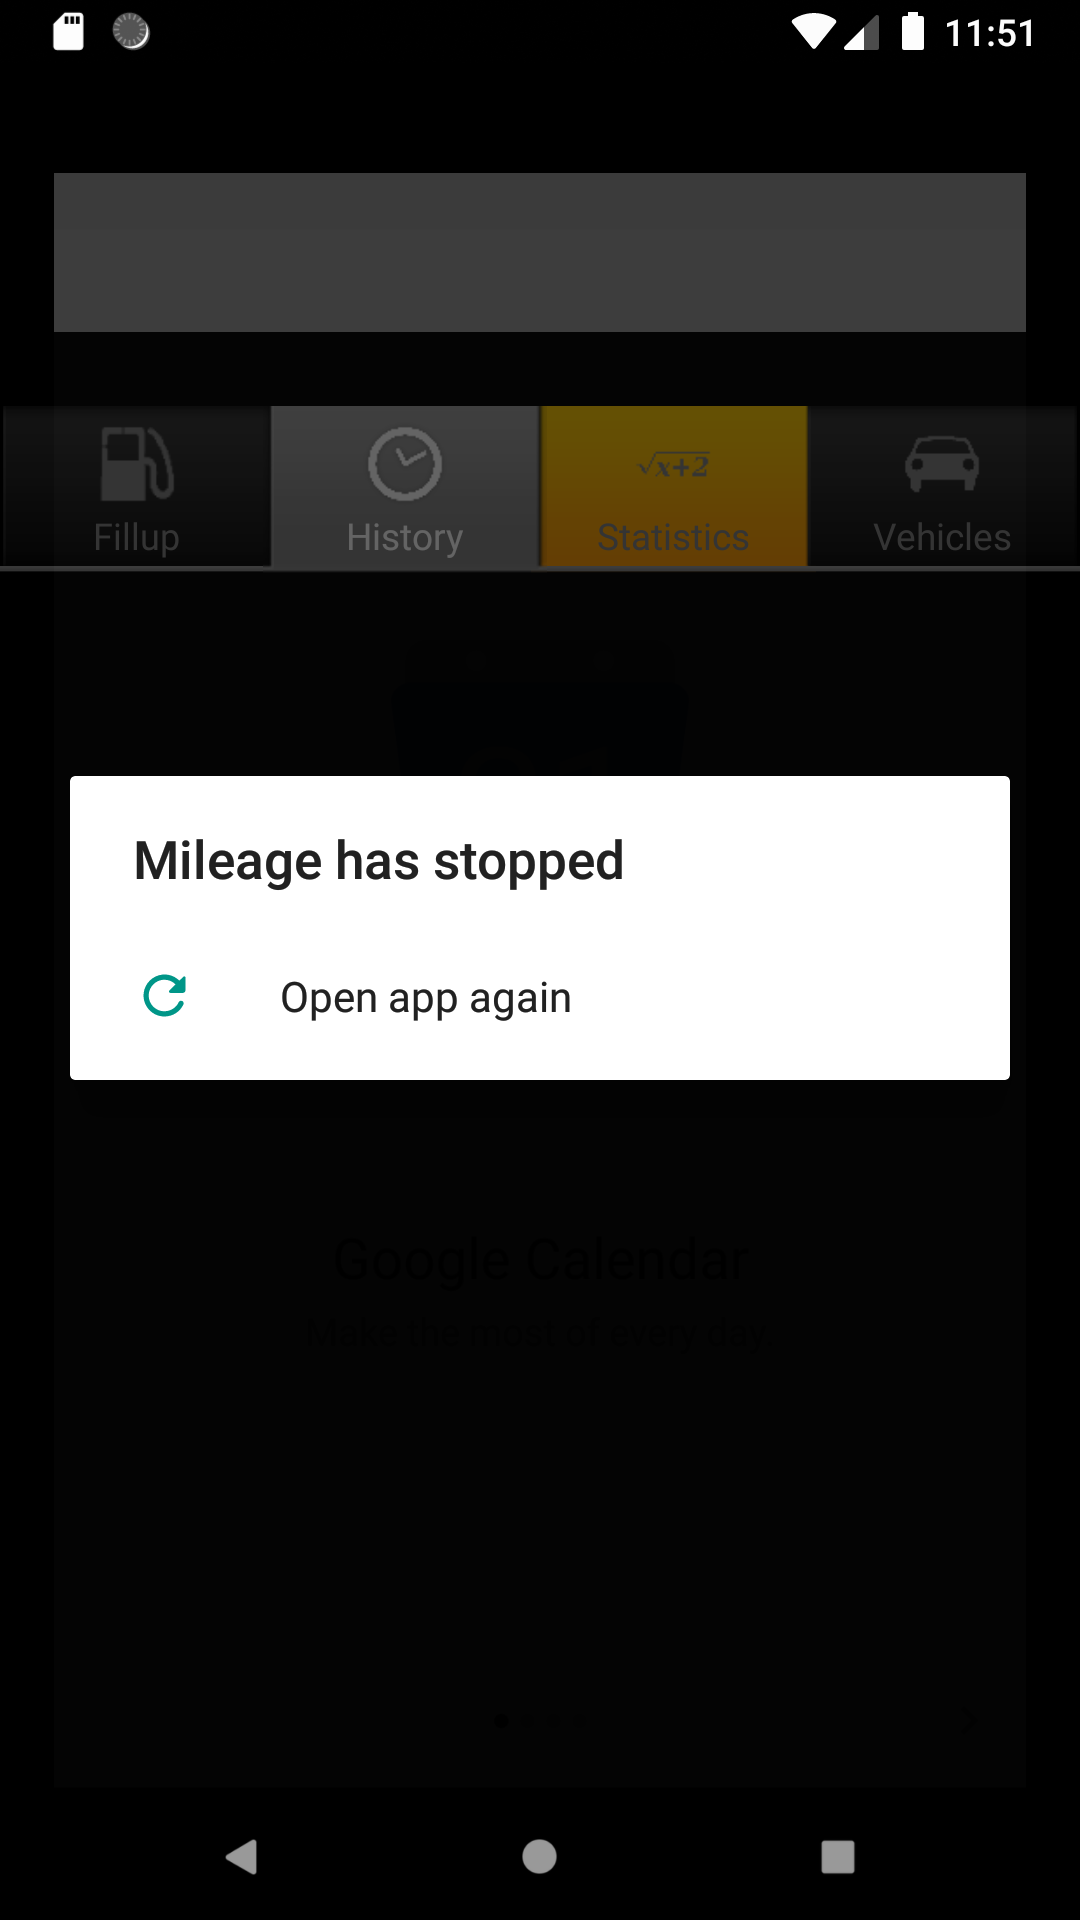 11:51
√x+2
Fillup
History
Statistics
Vehicles
Mileage has stopped
Open app again
Google Calendar
Make the most of every day